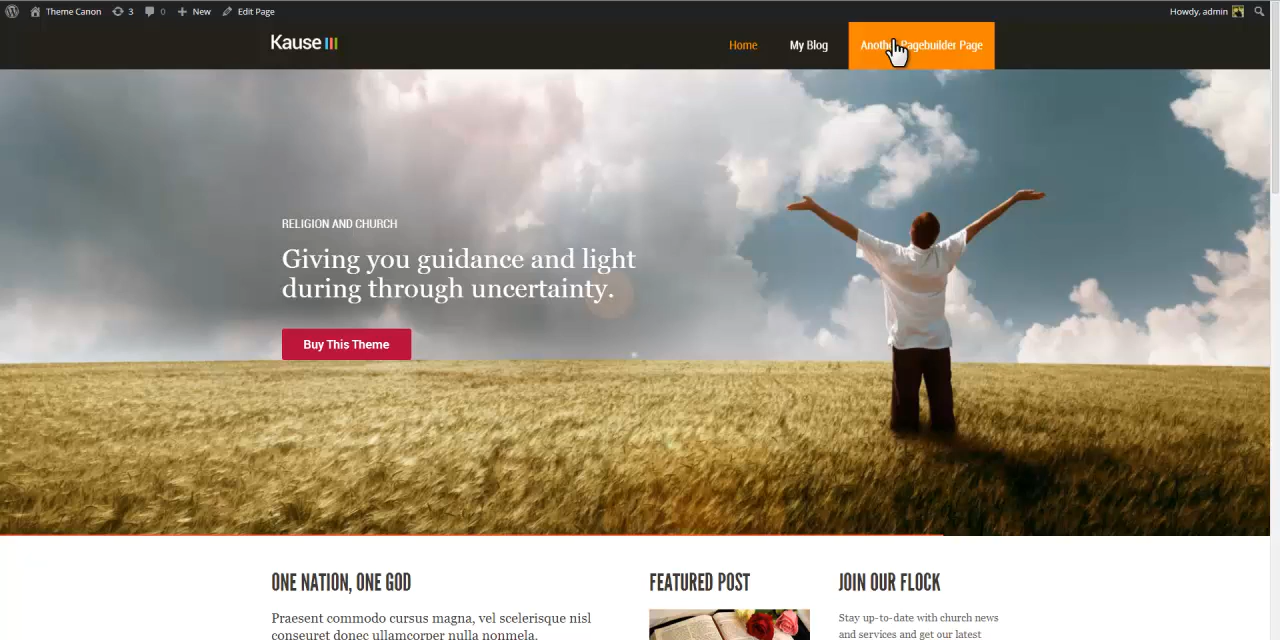 Theme Canon 3 0 New Edit Page Howdy, admin
Kause
Home My Blog Another Pagebuilder Page
RELIGION AND CHURCH
Giving you guidance and light
during through uncertainty.
Buy This Theme
ONE NATION, ONE GOD
Praesent commodo cursus magna, vel scelerisque nisl
conseruet donec ullamcorper nulla nonmela.
FEATURED POST
JOIN OUR FLOCK
Stay up-to-date with church news
and services and get our latest